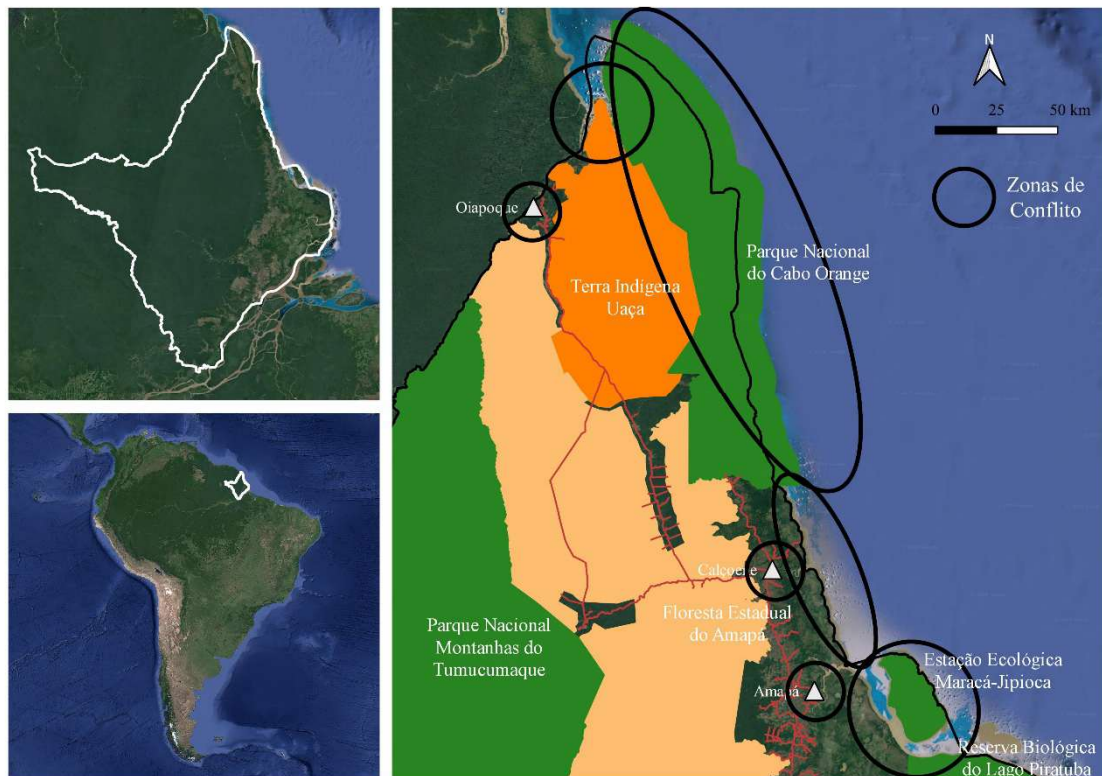 N
0 25 50 km
Zonas de
Conflito
Oiapoque
Parque Nacional
do Cabo Orange
Terra Indígena
Uaçá
Calçoene
Floresta Estadual
do Amapá
Parque Nacional
Montanhas do
Tumucumaque
Estação Ecológica
Maracá-Jipioca
Amapá
Reserva Biológica
do Lago Piratuba